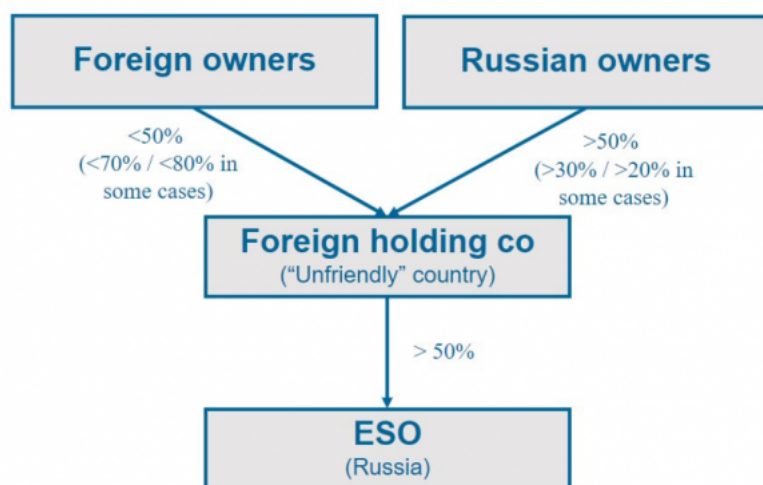 Foreign owners
Russian owners
<50%
(<70% / <80% in
some cases)
>50%
(>30% / >20% in
some cases)
Foreign holding co
(“Unfriendly” country)
> 50%
ESO
(Russia)